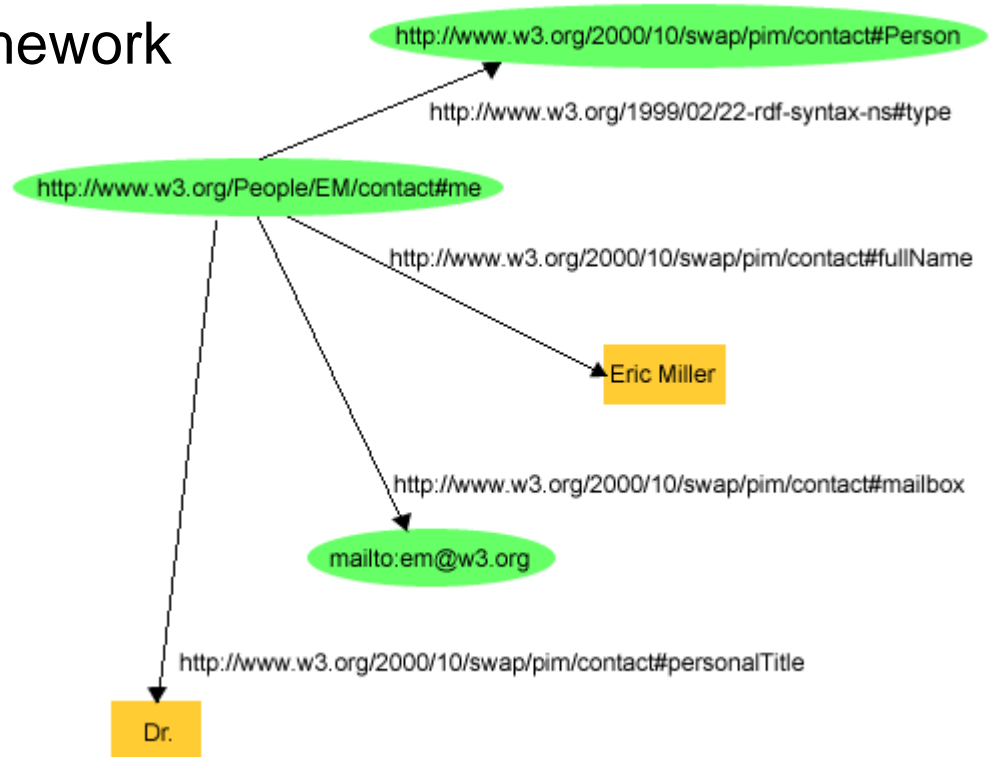 nework
http://www.w3.org/2000/10/swap/pim/contact#Person
http://www.w3.org/1999/02/22-rdf-syntax-ns#type
http://www.w3.org/People/EM/contact#me
http://www.w3.org/2000/10/swap/pim/contact#fullName
Eric Miller
http://www.w3.org/2000/10/swap/pim/contact#mailbox
mailto:em@w3.org
http://www.w3.org/2000/10/swap/pim/contact#personalTitle
Dr.